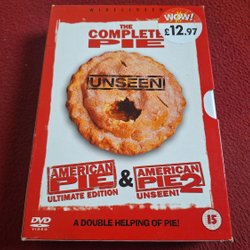 WIDESCREEN
THE
COMPLETE
PIE
WOW!
£12.97
UNSEEN
AMERICAN
PIE
ULTIMATE EDITION
&
AMERICAN
PIE 2
UNSEEN!
DVD
VIDEO
A DOUBLE HELPING OF PIE!
15